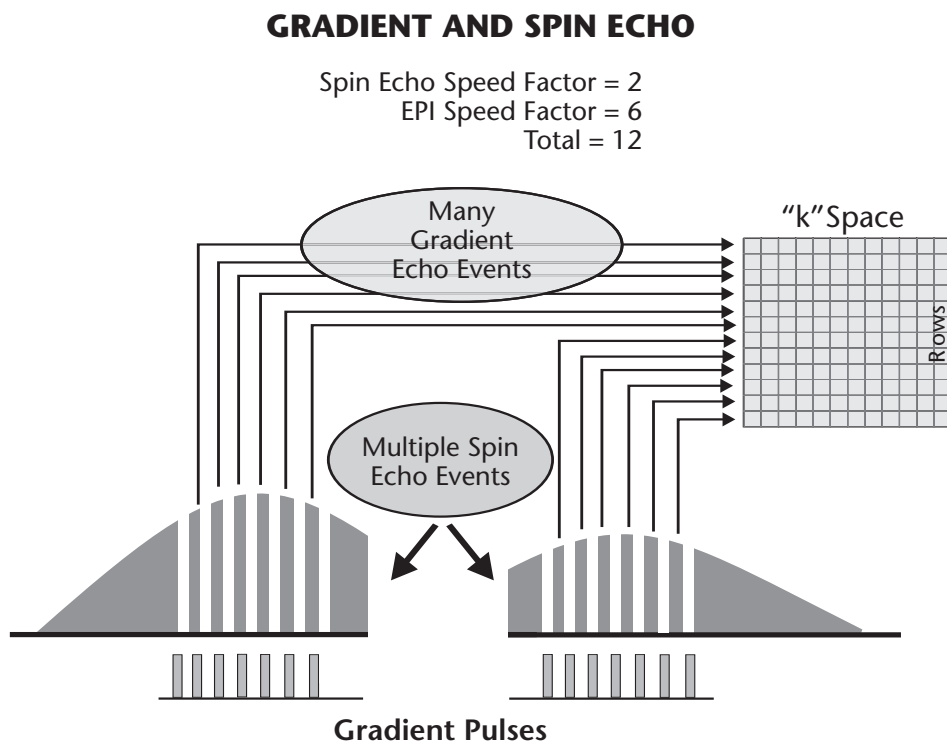 GRADIENT AND SPIN ECHO
Spin Echo Speed Factor = 2
EPI Speed Factor = 6
Total = 12
Many
Gradient
Echo Events
“k”Space
Rows
Multiple Spin
Echo Events
Gradient Pulses